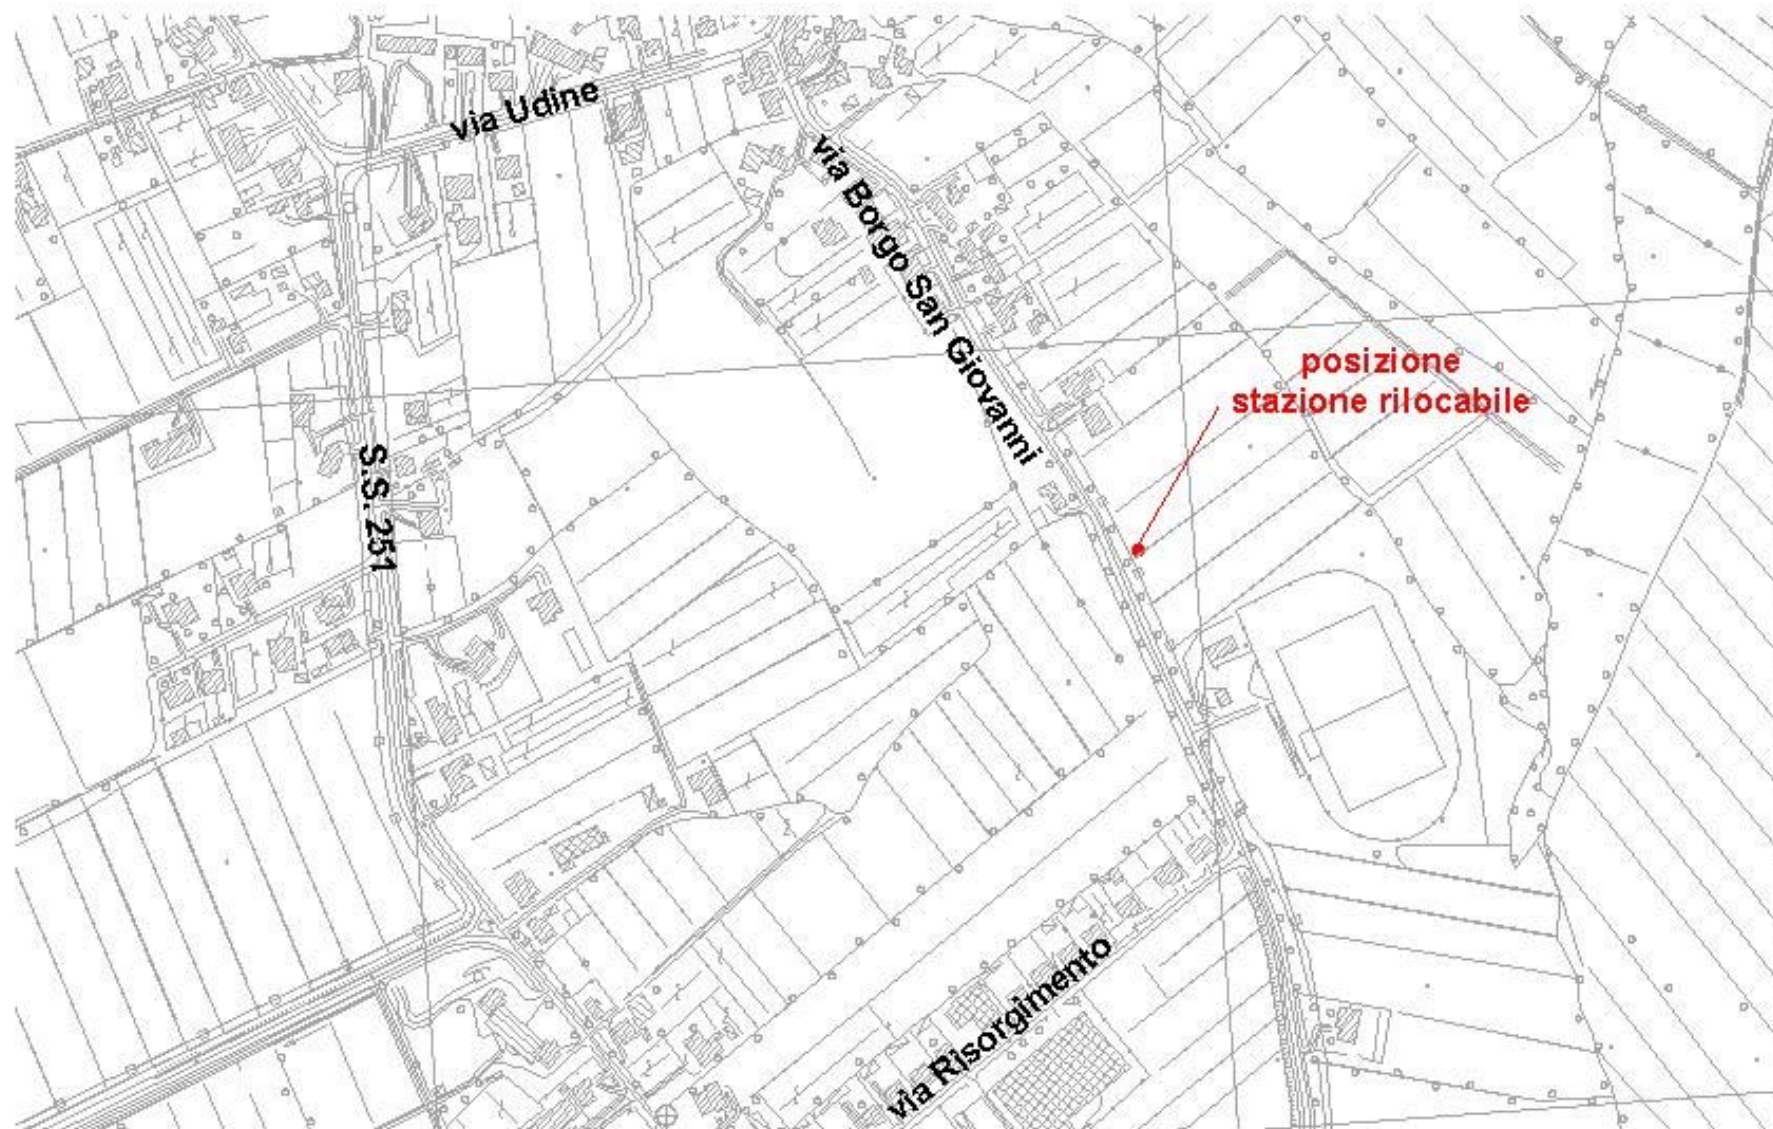 via Udine
via Borgo San Giovanni
posizione
stazione rilocabile
S.S. 251
via Risorgimento